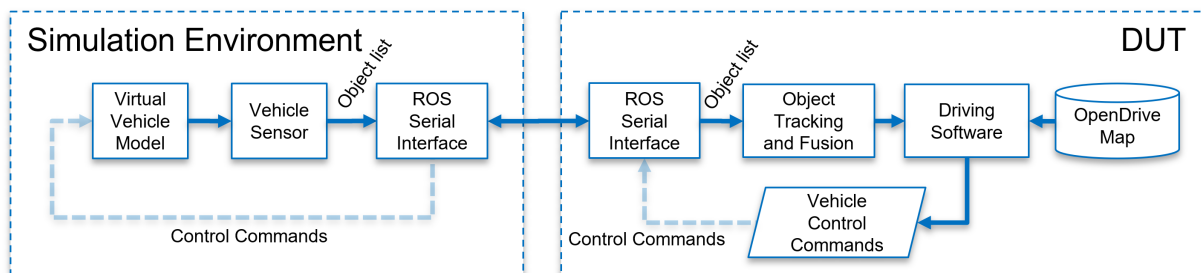 Simulation Environment
Object list
Virtual
Vehicle
Model
Vehicle
Sensor
ROS
Serial
Interface
Control Commands
DUT
Object list
ROS
Serial
Interface
Object
Tracking
and Fusion
Driving
Software
OpenDrive
Map
Vehicle
Control
Commands
Control Commands